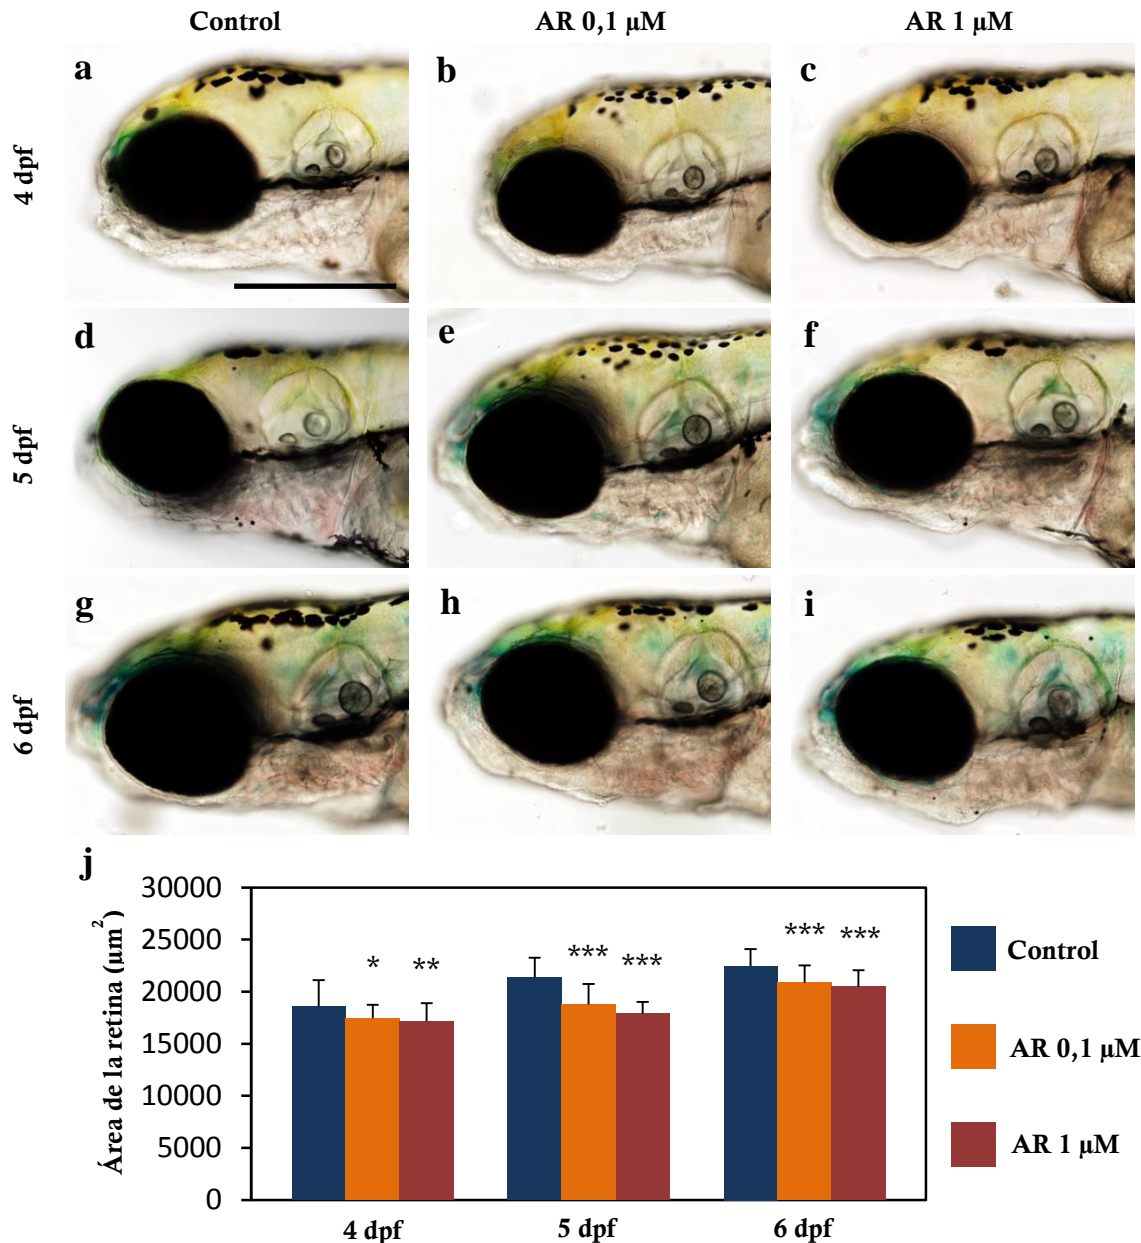 Control AR 0,1 µM AR 1 µM
4 dpf
a b c
5 dpf
d e f
6 dpf
g h i
j
Área de la retina (µm²)
30000
25000
20000
15000
10000
5000
0
* **
*** ***
*** ***
4 dpf 5 dpf 6 dpf
Control
AR 0,1 µM
AR 1 µM